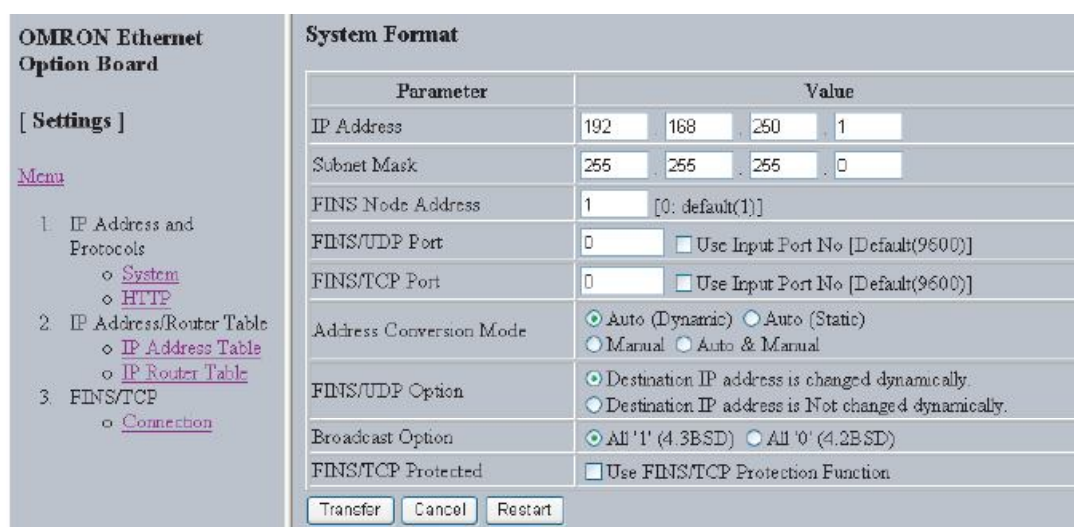 OMRON Ethernet
Option Board
[ Settings ]
Menu
1. IP Address and
Protocols
System
HTTP
2. IP Address/Router Table
IP Address Table
IP Router Table
3. FINS/TCP
Connection
System Format
Parameter Value
IP Address 192 . 168 . 250 . 1
Subnet Mask 255 . 255 . 255 . 0
FINS Node Address 1 [0: default(1)]
FINS/UDP Port 0 Use Input Port No [Default(9600)]
FINS/TCP Port 0 Use Input Port No [Default(9600)]
Address Conversion Mode Auto (Dynamic) Auto (Static)
Manual Auto & Manual
FINS/UDP Option Destination IP address is changed dynamically.
Destination IP address is Not changed dynamically.
Broadcast Option All '1' (4.3BSD) All '0' (4.2BSD)
FINS/TCP Protected Use FINS/TCP Protection Function
Transfer Cancel Restart